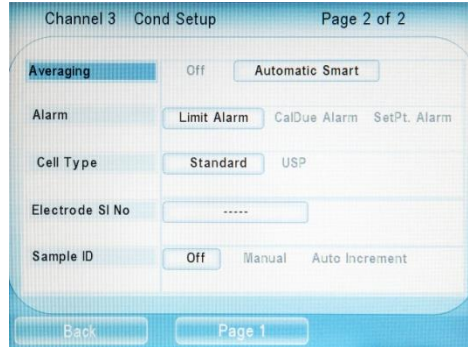 Channel 3 Cond Setup Page 2 of 2
Averaging Off Automatic Smart
Alarm Limit Alarm CalDue Alarm SetPt. Alarm
Cell Type Standard USP
Electrode Sl No -----
Sample ID Off Manual Auto Increment
Back Page 1